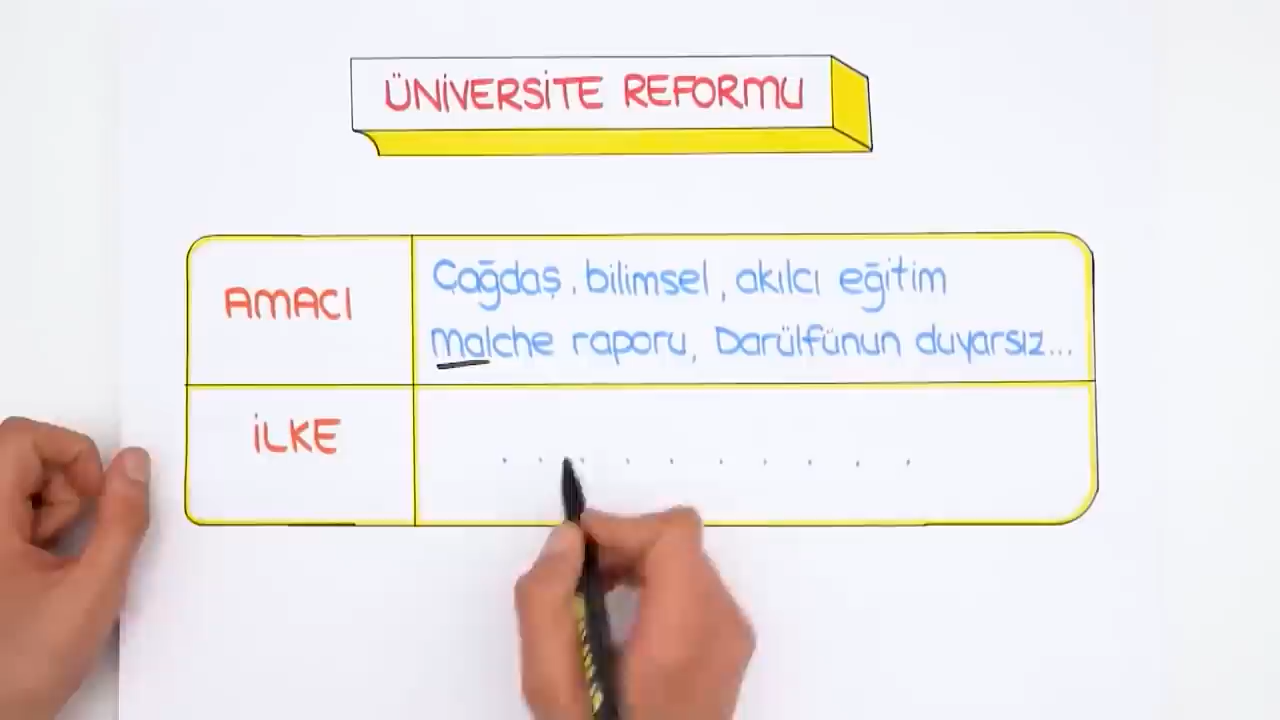 ÜNİVERSİTE REFORMU
AMACI
Çağdaş, bilimsel, akılcı eğitim
Malche raporu, Darülfünun duyarsız...
İLKE
. . . . . . . . . .